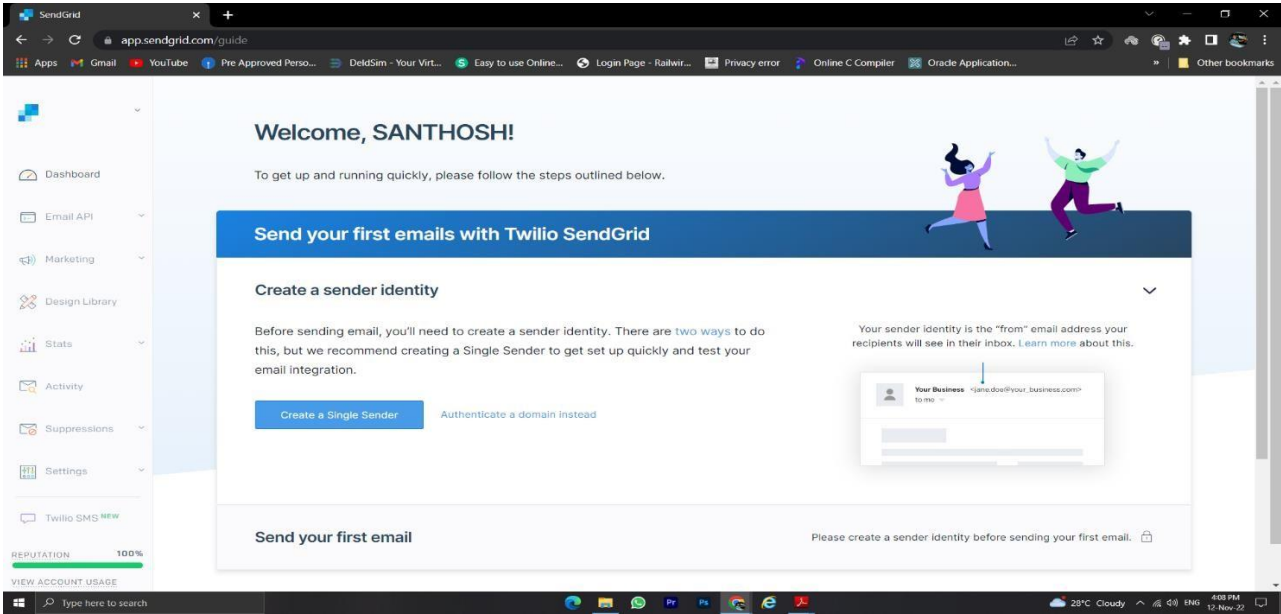 SendGrid
app.sendgrid.com/guide
Apps Gmail YouTube Pre Approved Perso... DeldSim - Your Virt... Easy to use Online... Login Page - Railwir... Privacy error Online C Compiler Oracle Application... » Other bookmarks
Welcome, SANTHOSH!
To get up and running quickly, please follow the steps outlined below.
Dashboard
Email API
Marketing
Design Library
Stats
Activity
Suppressions
Settings
Twilio SMS NEW
REPUTATION 100%
VIEW ACCOUNT USAGE
Send your first emails with Twilio SendGrid
Create a sender identity
Before sending email, you'll need to create a sender identity. There are two ways to do
this, but we recommend creating a Single Sender to get set up quickly and test your
email integration.
Create a Single Sender Authenticate a domain instead
Your sender identity is the "from" email address your
recipients will see in their inbox. Learn more about this.
Your Business <jane.doe@your_business.com>
to me
Send your first email
Please create a sender identity before sending your first email.
Type here to search
Pr
Ps
28°C Cloudy ENG
4:08 PM
12-Nov-22